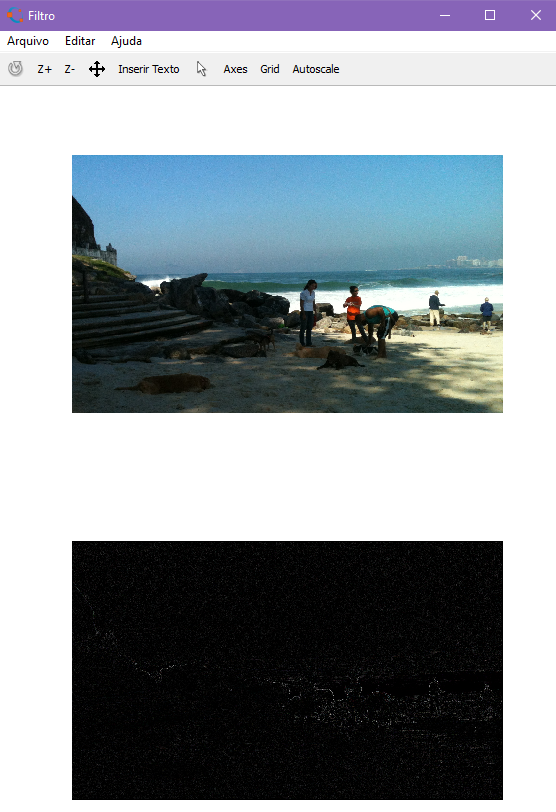 Filtro
Arquivo Editar Ajuda
Z+ Z- Inserir Texto Axes Grid Autoscale